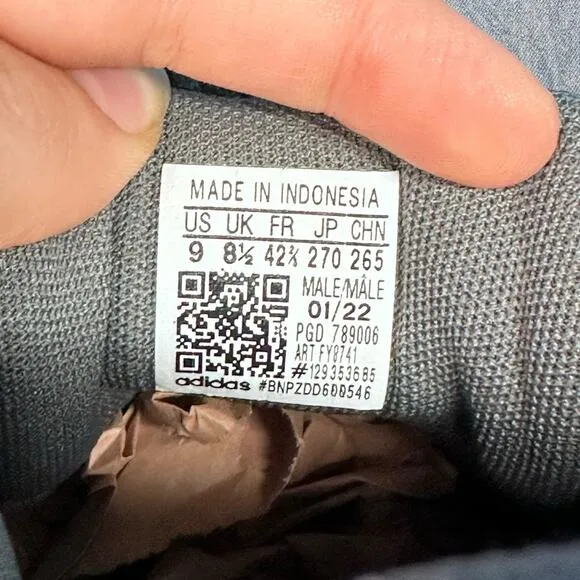 MADE IN INDONESIA
US UK FR JP CHN
9 8½ 42⅔ 270 265
MALE/MÂLE
01/22
PGD 789006
ART FY8741
#129353685
adidas #BNPZDD600546